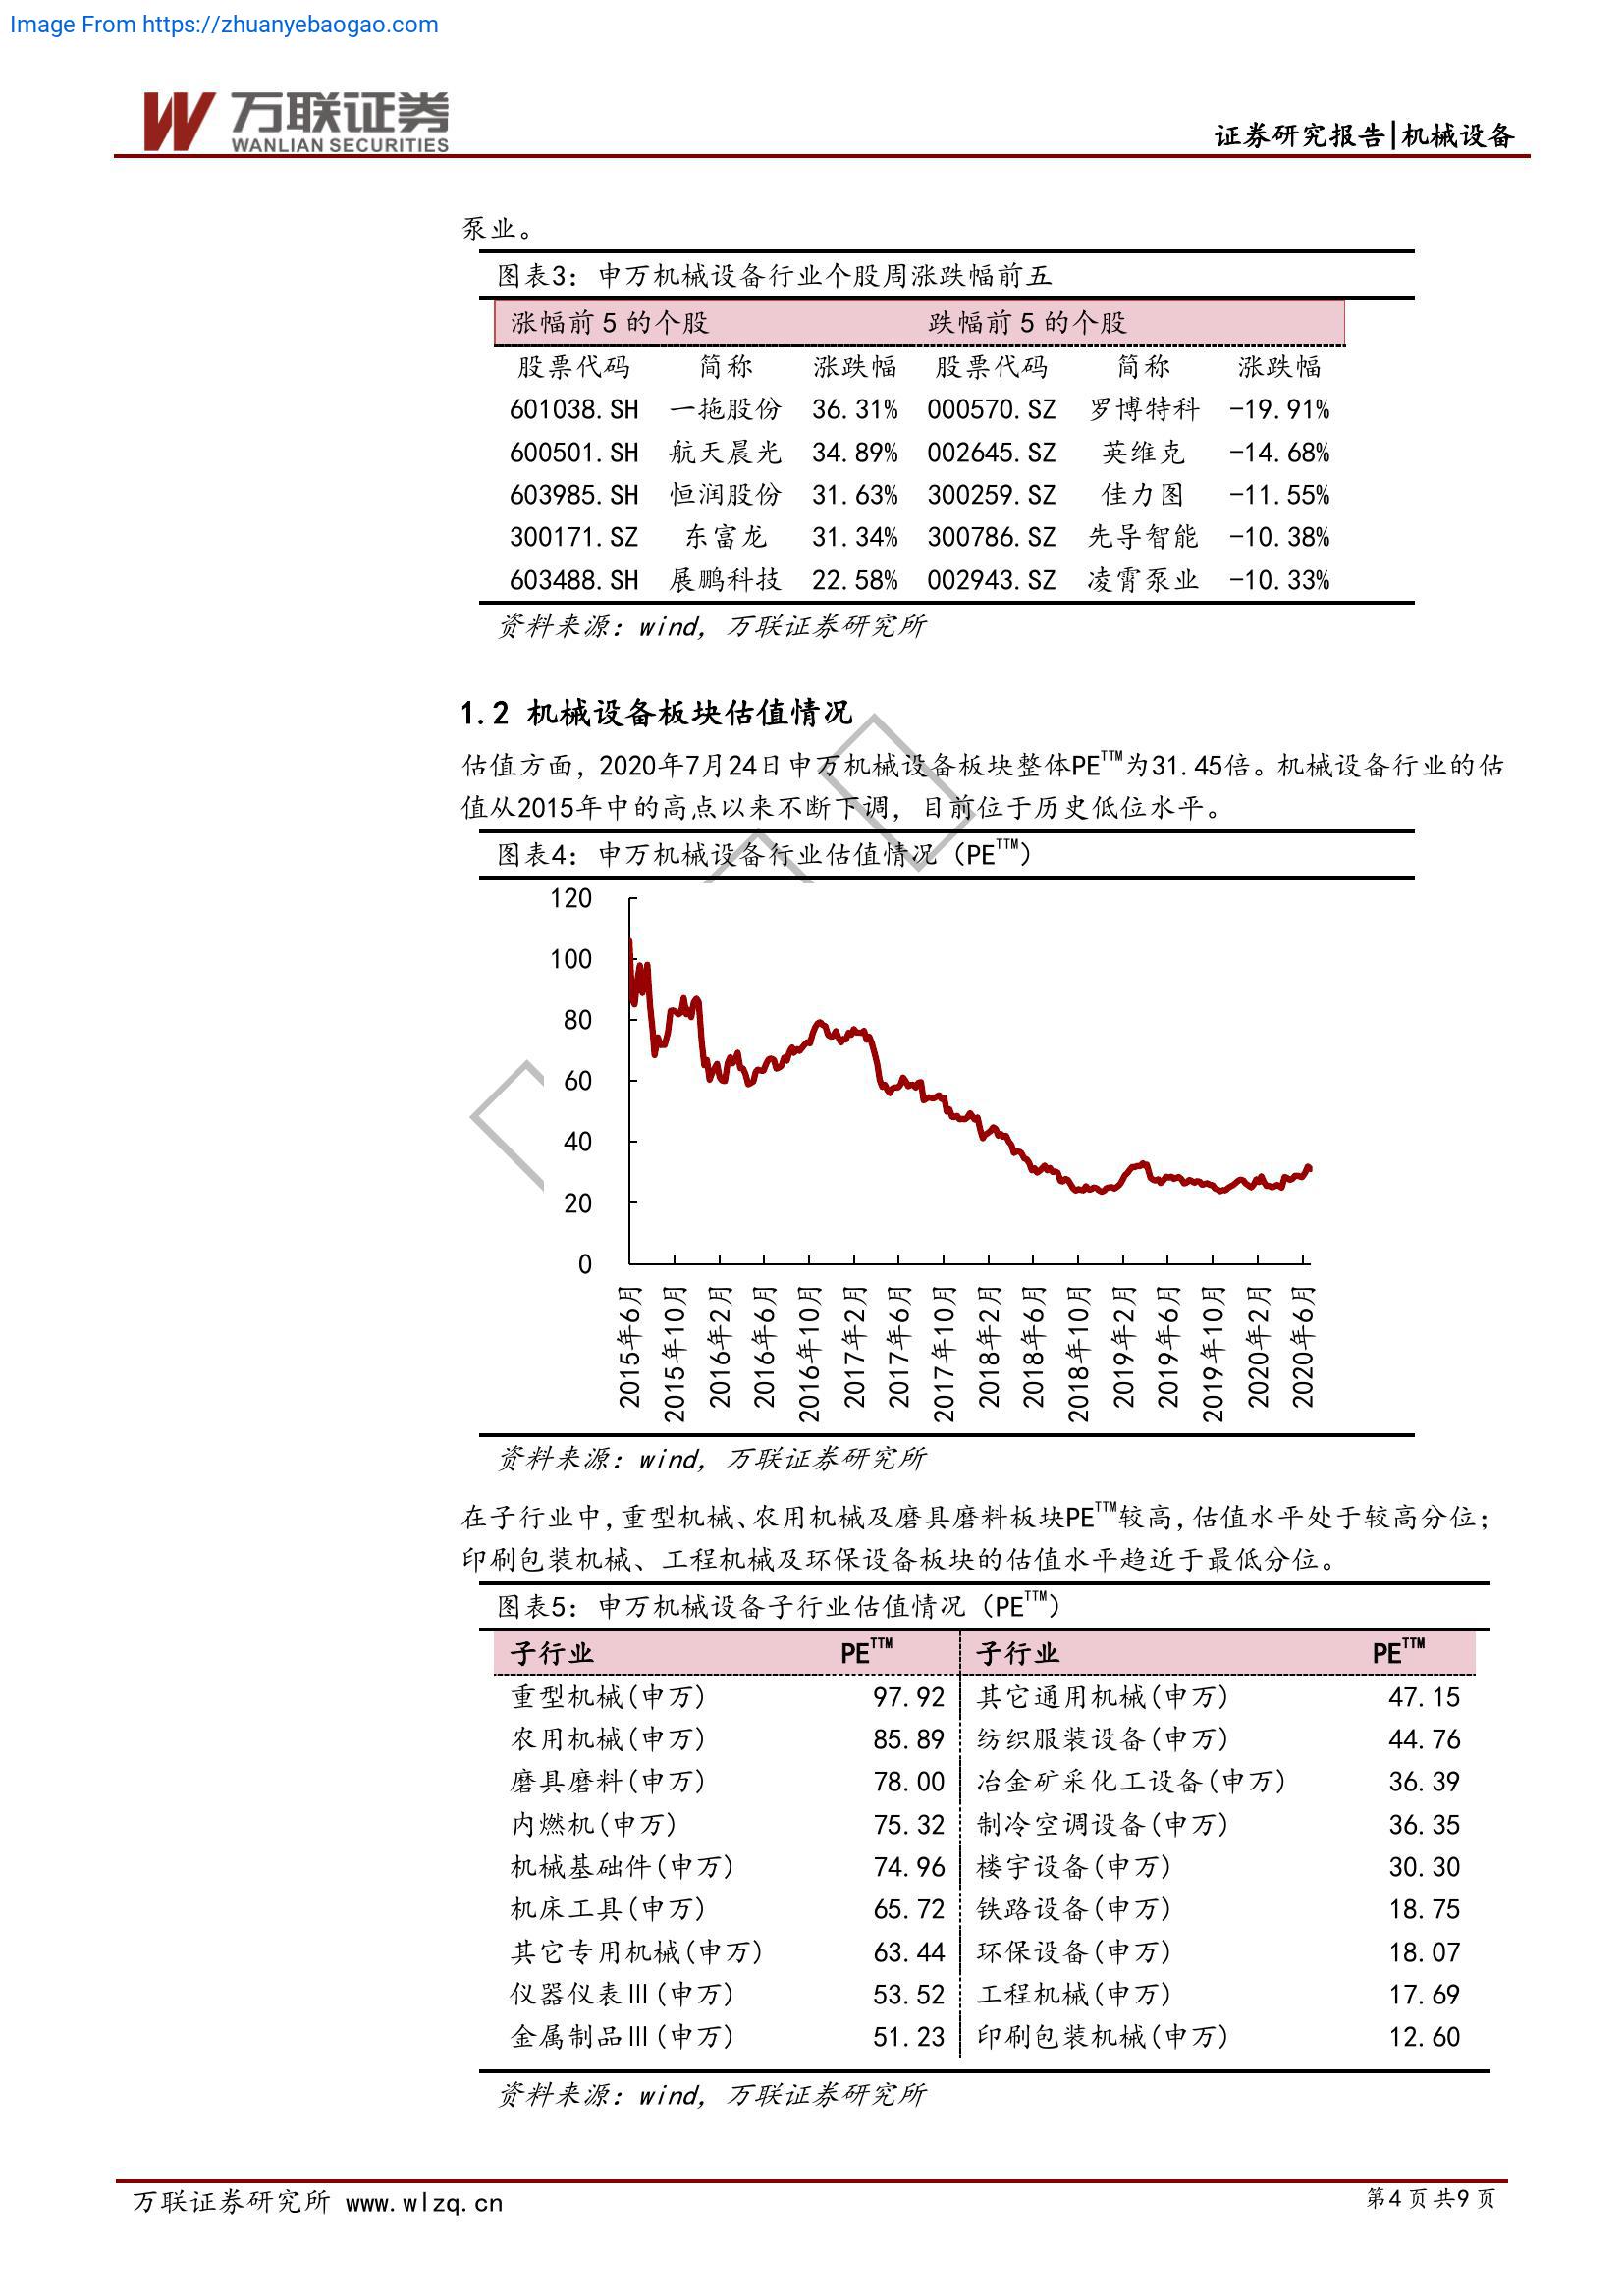 Image From https://zhuanyebaogao.com
万联证券
WANLIAN SECURITIES
证券研究报告|机械设备
泵业。
图表3：申万机械设备行业个股周涨跌幅前五
涨幅前 5 的个股 跌幅前 5 的个股
股票代码 简称 涨跌幅 股票代码 简称 涨跌幅
601038.SH 一拖股份 36.31% 000570.SZ 罗博特科 -19.91%
600501.SH 航天晨光 34.89% 002645.SZ 英维克 -14.68%
603985.SH 恒润股份 31.63% 300259.SZ 佳力图 -11.55%
300171.SZ 东富龙 31.34% 300786.SZ 先导智能 -10.38%
603488.SH 展鹏科技 22.58% 002943.SZ 凌霄泵业 -10.33%
资料来源：wind，万联证券研究所
1.2 机械设备板块估值情况
估值方面，2020年7月24日申万机械设备板块整体PE^TTM为31.45倍。机械设备行业的估
值从2015年中的高点以来不断下调，目前位于历史低位水平。
图表4：申万机械设备行业估值情况（PE^TTM）
120
100
80
60
40
20
0
2015年6月 2015年10月 2016年2月 2016年6月 2016年10月 2017年2月 2017年6月 2017年10月 2018年2月 2018年6月 2018年10月 2019年2月 2019年6月 2019年10月 2020年2月 2020年6月
资料来源：wind，万联证券研究所
在子行业中，重型机械、农用机械及磨具磨料板块PE^TTM较高，估值水平处于较高分位；
印刷包装机械、工程机械及环保设备板块的估值水平趋近于最低分位。
图表5：申万机械设备子行业估值情况（PE^TTM）
子行业 PE^TTM 子行业 PE^TTM
重型机械(申万) 97.92 其它通用机械(申万) 47.15
农用机械(申万) 85.89 纺织服装设备(申万) 44.76
磨具磨料(申万) 78.00 冶金矿采化工设备(申万) 36.39
内燃机(申万) 75.32 制冷空调设备(申万) 36.35
机械基础件(申万) 74.96 楼宇设备(申万) 30.30
机床工具(申万) 65.72 铁路设备(申万) 18.75
其它专用机械(申万) 63.44 环保设备(申万) 18.07
仪器仪表Ⅲ(申万) 53.52 工程机械(申万) 17.69
金属制品Ⅲ(申万) 51.23 印刷包装机械(申万) 12.60
资料来源：wind，万联证券研究所
万联证券研究所 www.wlzq.cn
第4页共9页